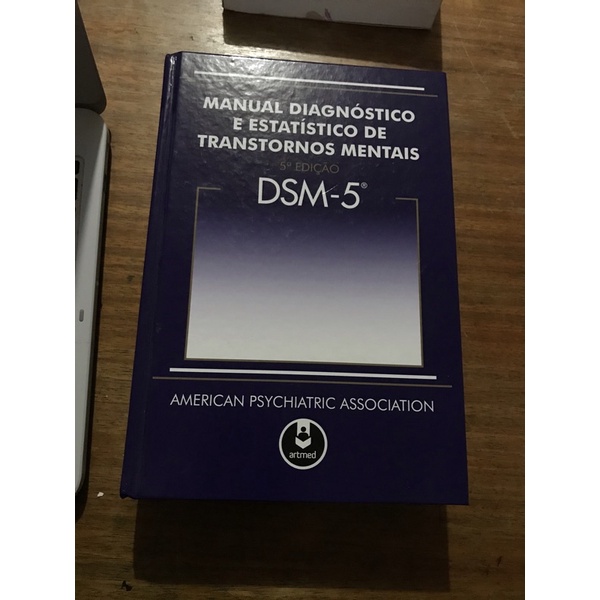 MANUAL DIAGNÓSTICO
E ESTATÍSTICO DE
TRANSTORNOS MENTAIS
5ª EDIÇÃO
DSM-5®
AMERICAN PSYCHIATRIC ASSOCIATION
artmed